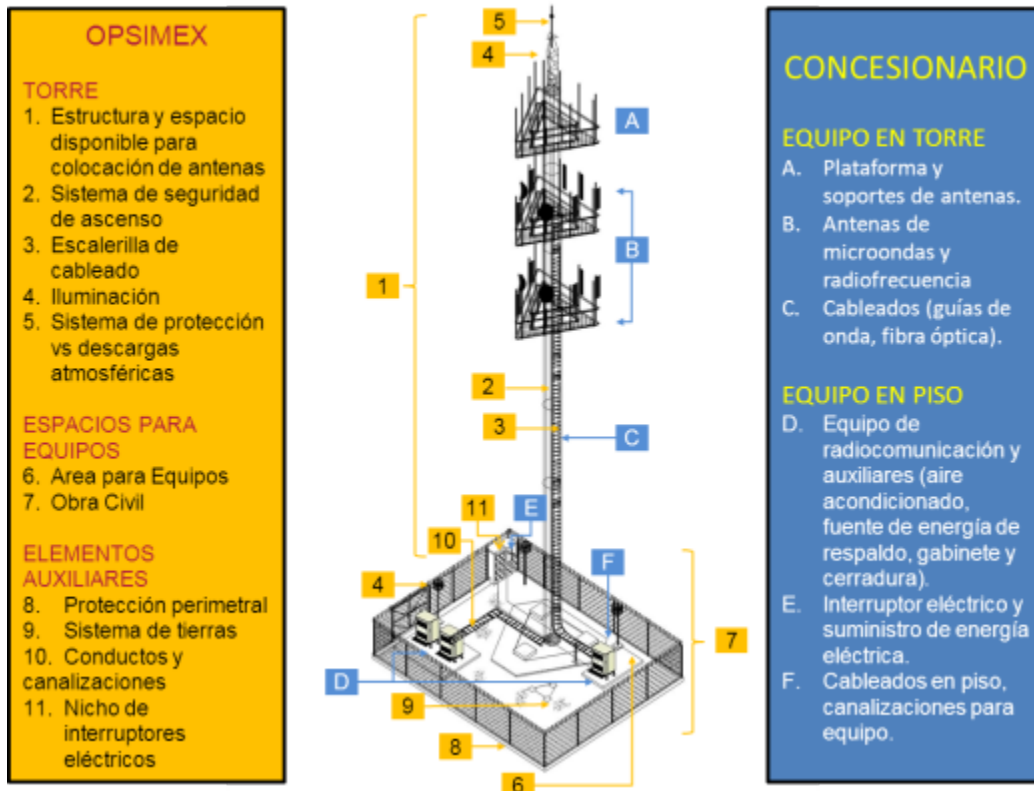 OPSIMEX
TORRE
1. Estructura y espacio
disponible para
colocación de antenas
2. Sistema de seguridad
de ascenso
3. Escalerilla de
cableado
4. Iluminación
5. Sistema de protección
vs descargas
atmosféricas
ESPACIOS PARA
EQUIPOS
6. Area para Equipos
7. Obra Civil
ELEMENTOS
AUXILIARES
8. Protección perimetral
9. Sistema de tierras
10. Conductos y
canalizaciones
11. Nicho de
interruptores
eléctricos
5
4
A
B
1
2
3
C
11
E
10
F
4
7
D
9
8
6
CONCESIONARIO
EQUIPO EN TORRE
A. Plataforma y
soportes de antenas.
B. Antenas de
microondas y
radiofrecuencia
C. Cableados (guías de
onda, fibra óptica).
EQUIPO EN PISO
D. Equipo de
radiocomunicación y
auxiliares (aire
acondicionado,
fuente de energía de
respaldo, gabinete y
cerradura).
E. Interruptor eléctrico y
suministro de energía
eléctrica.
F. Cableados en piso,
canalizaciones para
equipo.